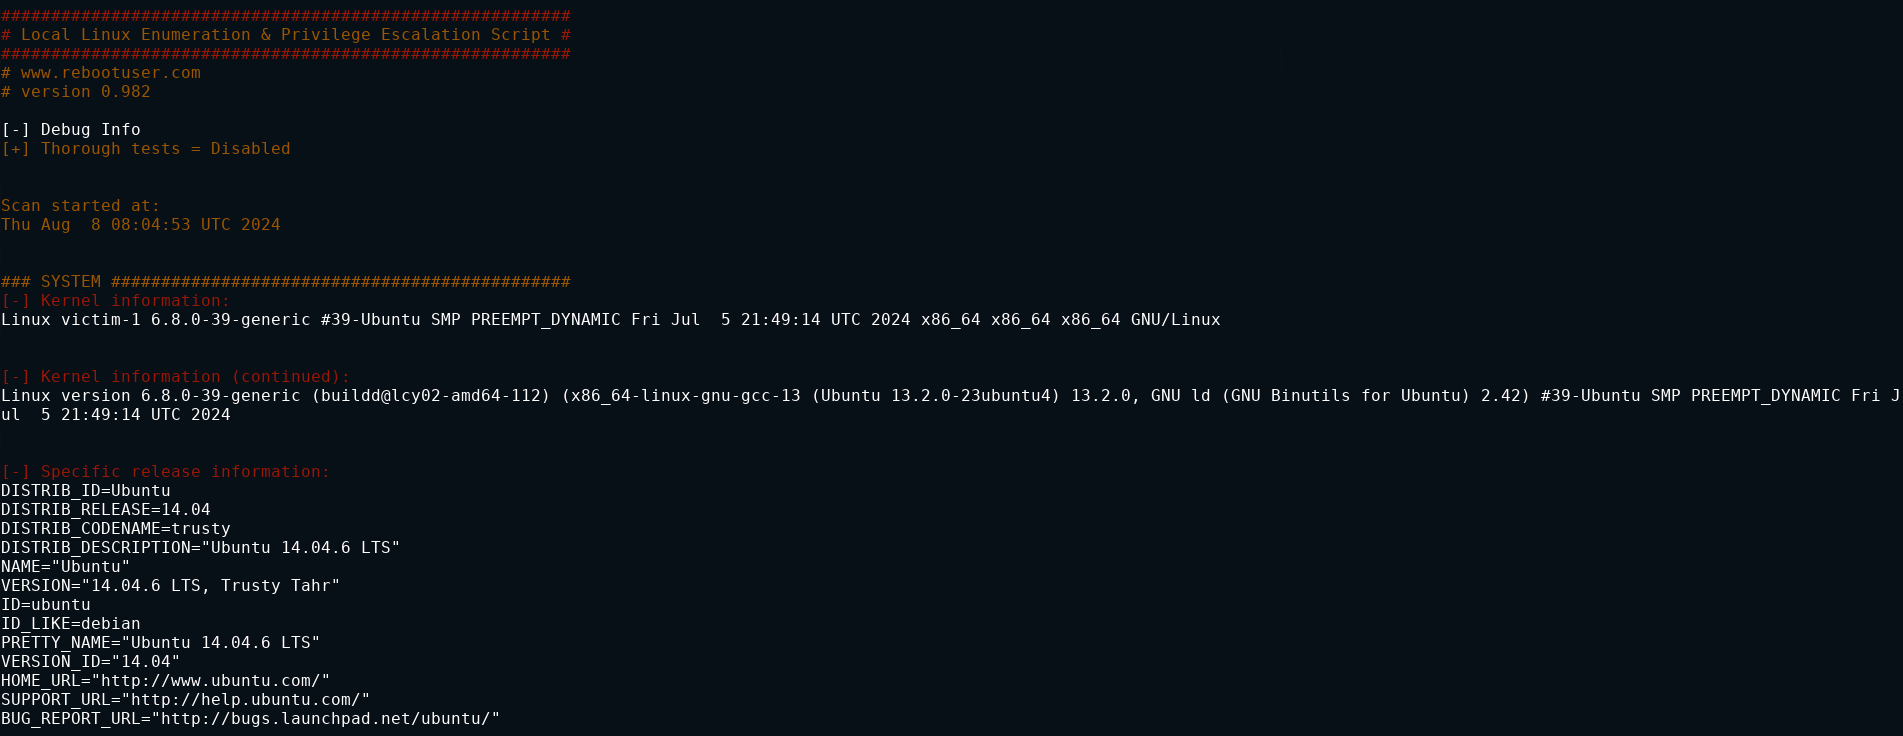 #########################################################
# Local Linux Enumeration & Privilege Escalation Script #
#########################################################
# www.rebootuser.com
# version 0.982
[-] Debug Info
[+] Thorough tests = Disabled
Scan started at:
Thu Aug  8 08:04:53 UTC 2024
### SYSTEM ##############################################
[-] Kernel information:
Linux victim-1 6.8.0-39-generic #39-Ubuntu SMP PREEMPT_DYNAMIC Fri Jul  5 21:49:14 UTC 2024 x86_64 x86_64 x86_64 GNU/Linux
[-] Kernel information (continued):
Linux version 6.8.0-39-generic (buildd@lcy02-amd64-112) (x86_64-linux-gnu-gcc-13 (Ubuntu 13.2.0-23ubuntu4) 13.2.0, GNU ld (GNU Binutils for Ubuntu) 2.42) #39-Ubuntu SMP PREEMPT_DYNAMIC Fri J
ul  5 21:49:14 UTC 2024
[-] Specific release information:
DISTRIB_ID=Ubuntu
DISTRIB_RELEASE=14.04
DISTRIB_CODENAME=trusty
DISTRIB_DESCRIPTION="Ubuntu 14.04.6 LTS"
NAME="Ubuntu"
VERSION="14.04.6 LTS, Trusty Tahr"
ID=ubuntu
ID_LIKE=debian
PRETTY_NAME="Ubuntu 14.04.6 LTS"
VERSION_ID="14.04"
HOME_URL="http://www.ubuntu.com/"
SUPPORT_URL="http://help.ubuntu.com/"
BUG_REPORT_URL="http://bugs.launchpad.net/ubuntu/"